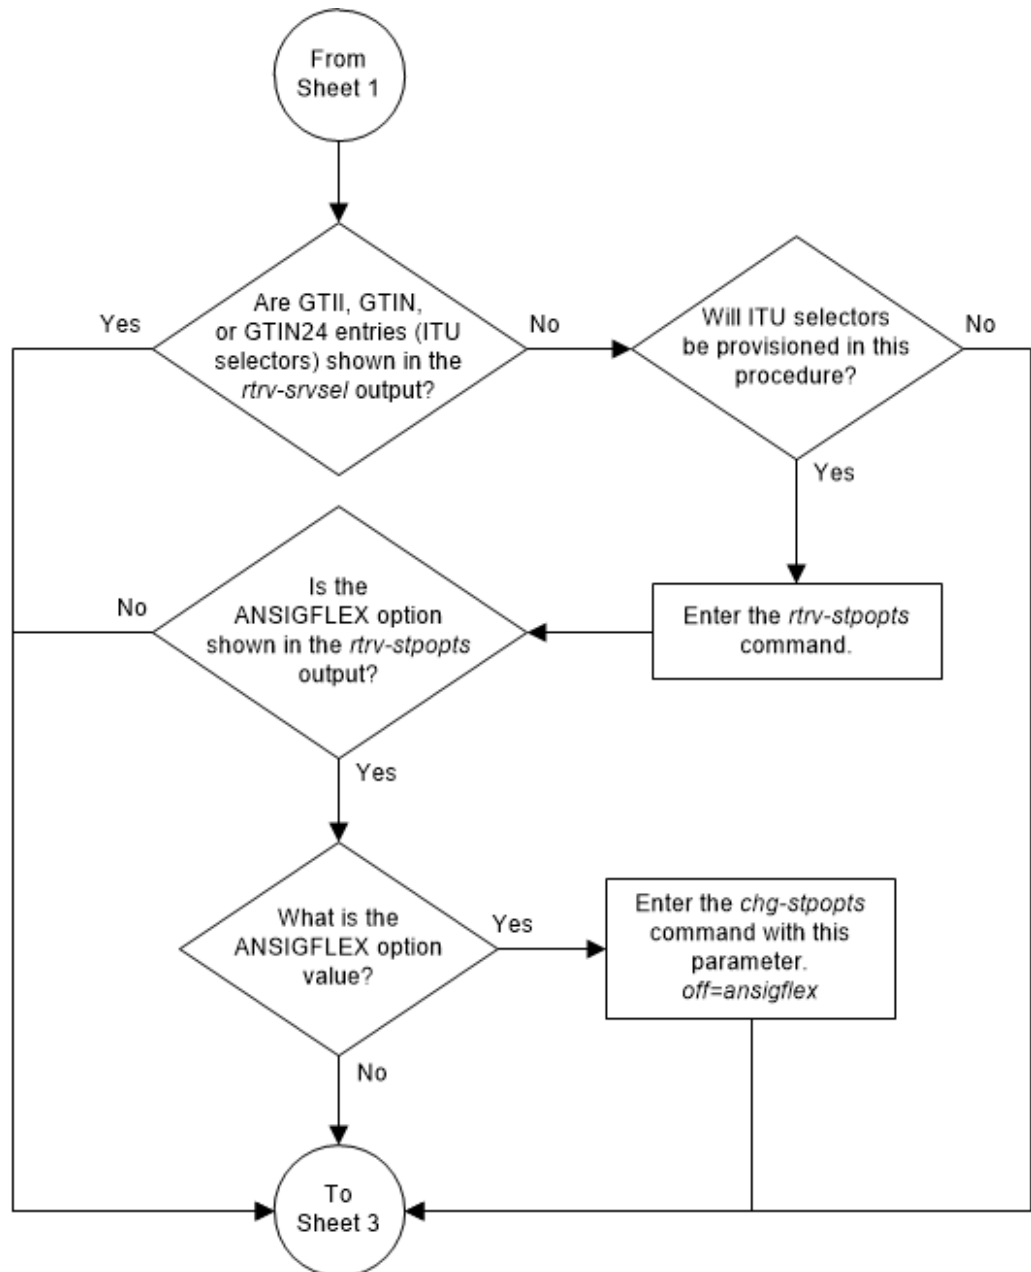 From
Sheet 1
Are GTII, GTIN,
or GTIN24 entries (ITU
selectors) shown in the
rtrv-srvsel output?
Yes
No
Will ITU selectors
be provisioned in this
procedure?
No
Yes
Enter the rtrv-stpopts
command.
Is the
ANSIGFLEX option
shown in the rtrv-stpopts
output?
No
Yes
What is the
ANSIGFLEX option
value?
Yes
Enter the chg-stpopts
command with this
parameter.
off=ansigflex
No
To
Sheet 3